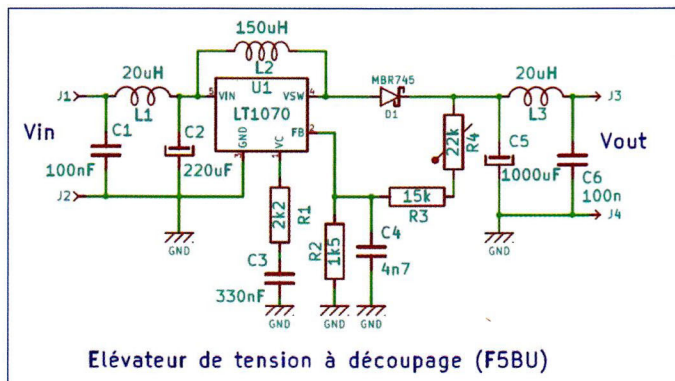 150uH
L2
20uH
L1
U1
LT1070
VIN
VSW
FB
GND
VC
5
4
2
3
1
MBR745
D1
20uH
L3
J1
J2
J3
J4
Vin
Vout
C1
100nF
C2
220uF
22k
R4
C5
1000uF
C6
100n
15k
R3
2k2
R1
R2
1k5
C4
4n7
C3
330nF
GND
GND
GND
GND
GND
Elévateur de tension à découpage (F5BU)